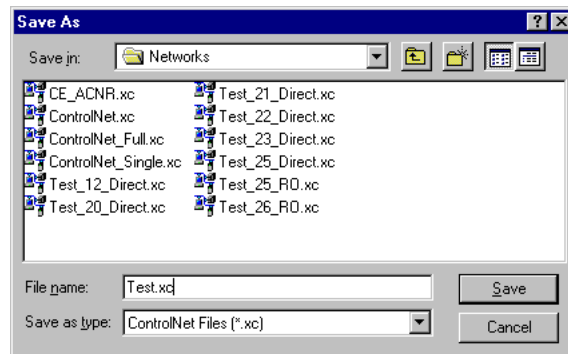 Save As
Save in: Networks
CE_ACNR.xc
ControlNet.xc
ControlNet_Full.xc
ControlNet_Single.xc
Test_12_Direct.xc
Test_20_Direct.xc
Test_21_Direct.xc
Test_22_Direct.xc
Test_23_Direct.xc
Test_25_Direct.xc
Test_25_RO.xc
Test_26_RO.xc
File name: Test.xc Save
Save as type: ControlNet Files (*.xc) Cancel